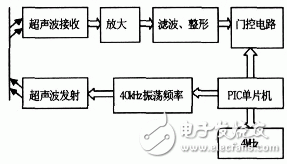 超声波接收
放大
滤波、整形
门控电路
超声波发射
40kHz振荡频率
PIC单片机
4MHz
电子发烧友
www.elecfans.com